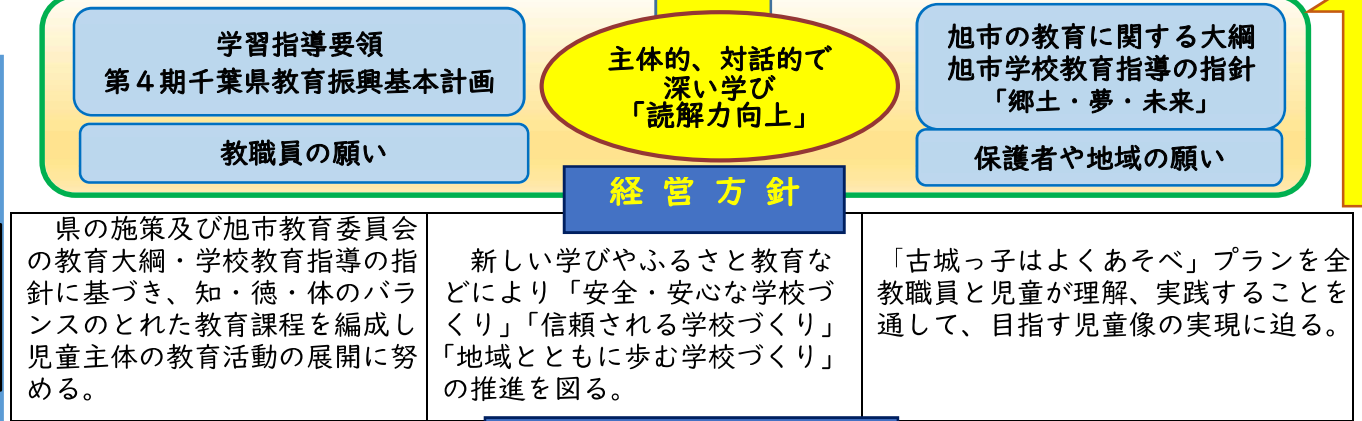 学習指導要領
第４期千葉県教育振興基本計画
教職員の願い
主体的、対話的で
深い学び
「読解力向上」
旭市の教育に関する大綱
旭市学校教育指導の指針
「郷土・夢・未来」
保護者や地域の願い
経営方針
県の施策及び旭市教育委員会
の教育大綱・学校教育指導の指
針に基づき、知・徳・体のバラ
ンスのとれた教育課程を編成し
児童主体の教育活動の展開に努
める。
新しい学びやふるさと教育な
どにより「安全・安心な学校づ
くり」「信頼される学校づくり」
「地域とともに歩む学校づくり」
の推進を図る。
「古城っ子はよくあそべ」プランを全
教職員と児童が理解、実践することを
通して、目指す児童像の実現に迫る。